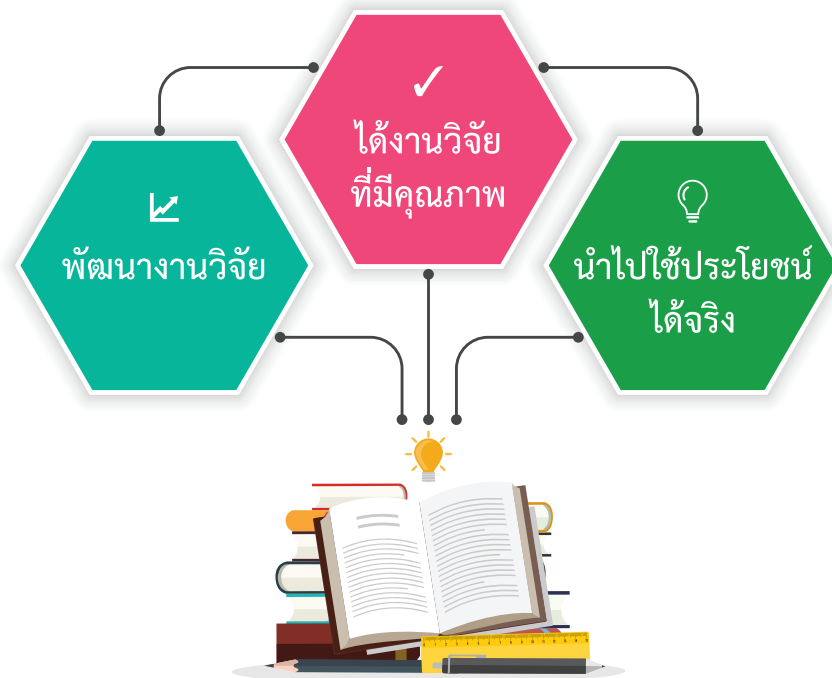 พัฒนางานวิจัย
ได้งานวิจัย
ที่มีคุณภาพ
นำไปใช้ประโยชน์
ได้จริง